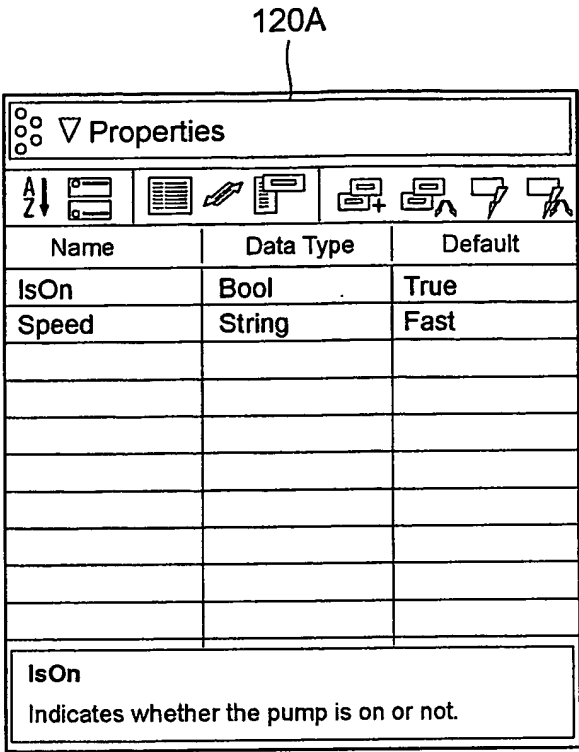 120A
▽ Properties
A
Z
Name Data Type Default
IsOn Bool True
Speed String Fast
IsOn
Indicates whether the pump is on or not.